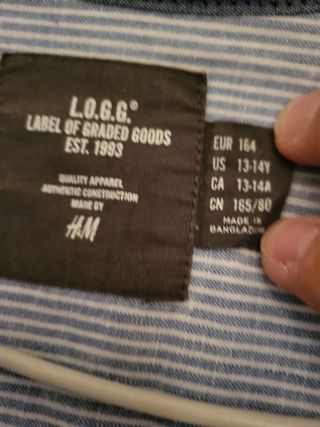 L.O.G.G.®
LABEL OF GRADED GOODS
EST. 1993
QUALITY APPAREL
AUTHENTIC CONSTRUCTION
MADE BY
H&M
EUR 164
US 13-14Y
CA 13-14A
CN 165/80
MADE IN
BANGLADESH